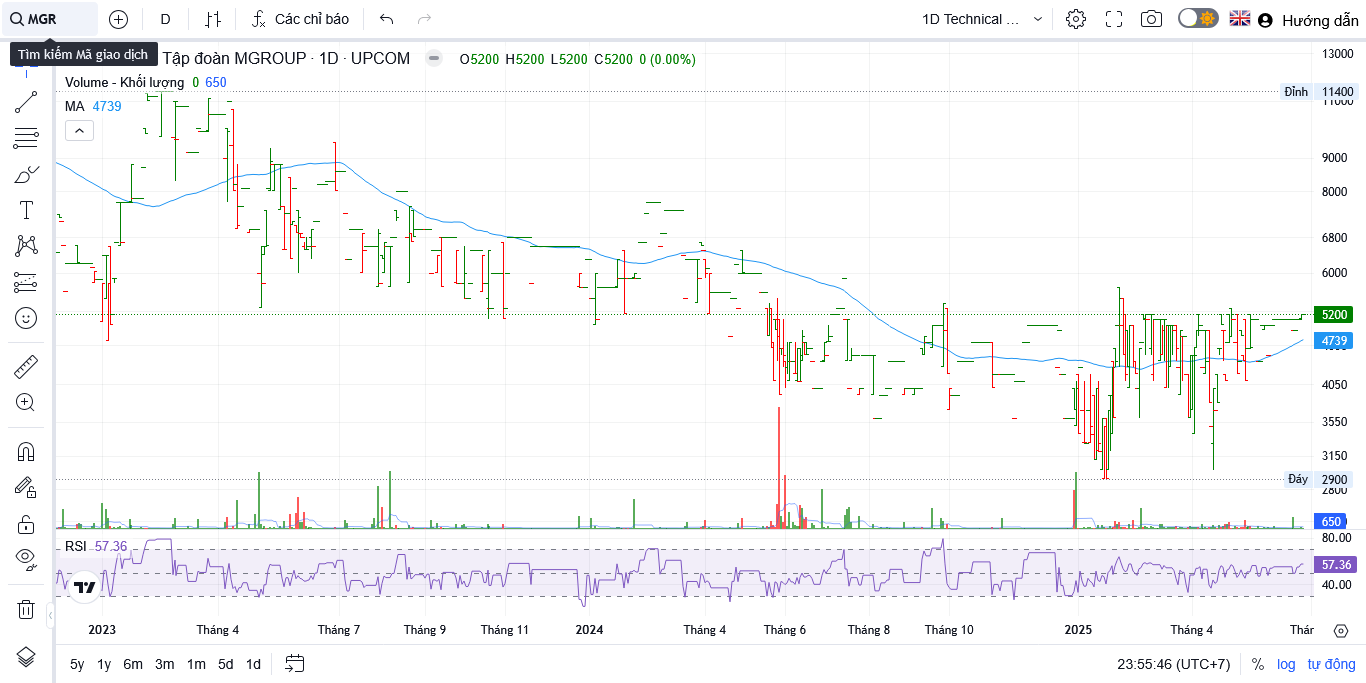 MGR
D
Các chỉ báo
1D Technical ...
Hướng dẫn
Tìm kiếm Mã giao dịch
Tập đoàn MGROUP · 1D · UPCOM
O5200 H5200 L5200 C5200 0 (0.00%)
Volume - Khối lượng 0 650
MA 4739
13000
Đỉnh 11400
11000
9000
8000
6800
6000
5200
4739
4050
3550
3150
Đáy 2900
2800
650
RSI 57.36
80.00
57.36
40.00
2023 Tháng 4 Tháng 7 Tháng 9 Tháng 11 2024 Tháng 4 Tháng 6 Tháng 8 Tháng 10 2025 Tháng 4 Thár
5y 1y 6m 3m 1m 5d 1d
23:55:46 (UTC+7) % log tự động